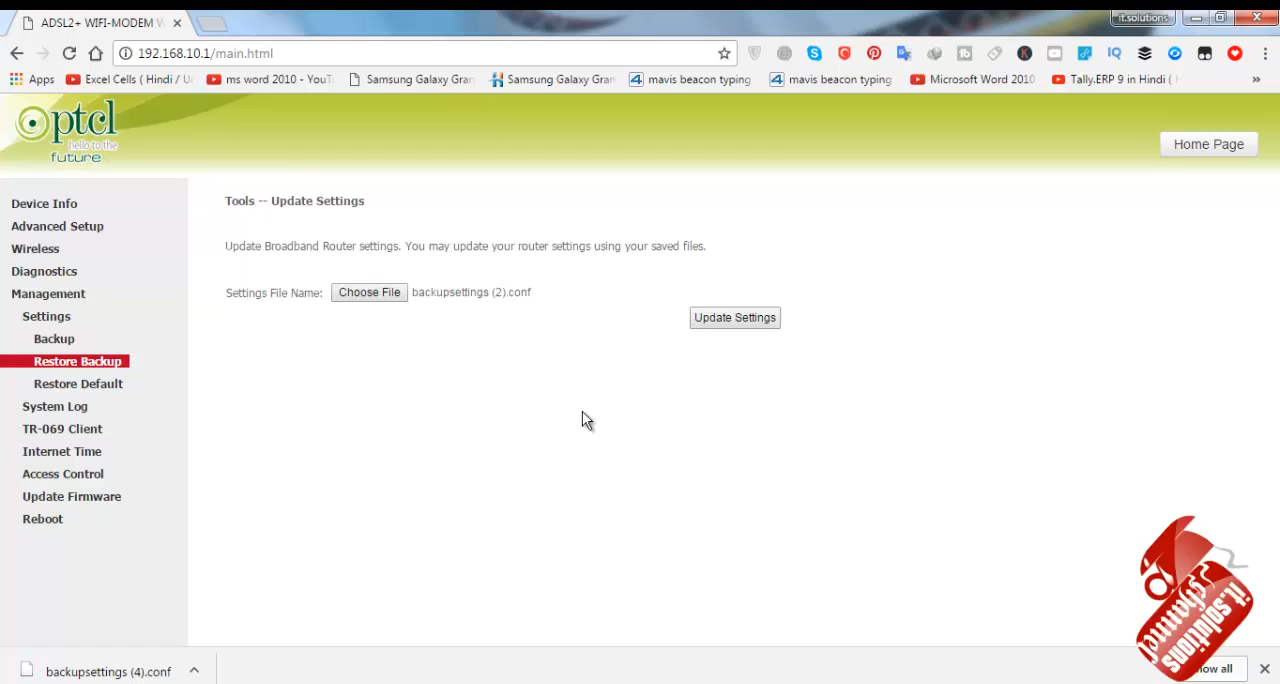 ADSL2+ WIFI-MODEM W
it.solutions
192.168.10.1/main.html
Apps Excel Cells ( Hindi / U ms word 2010 - YouT Samsung Galaxy Gran Samsung Galaxy Gran mavis beacon typing mavis beacon typing Microsoft Word 2010 Tally.ERP 9 in Hindi ( »
ptcl
hello to the
future
Home Page
Device Info
Advanced Setup
Wireless
Diagnostics
Management
Settings
Backup
Restore Backup
Restore Default
System Log
TR-069 Client
Internet Time
Access Control
Update Firmware
Reboot
Tools -- Update Settings
Update Broadband Router settings. You may update your router settings using your saved files.
Settings File Name: Choose File backupsettings (2).conf
Update Settings
it.solutions
channel
backupsettings (4).conf
all